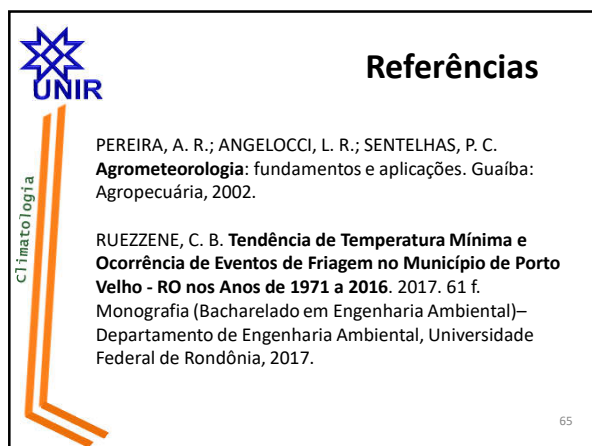 UNIR
Referências
Climatologia
PEREIRA, A. R.; ANGELOCCI, L. R.; SENTELHAS, P. C.
Agrometeorologia: fundamentos e aplicações. Guaíba:
Agropecuária, 2002.
RUEZZENE, C. B. Tendência de Temperatura Mínima e
Ocorrência de Eventos de Friagem no Município de Porto
Velho - RO nos Anos de 1971 a 2016. 2017. 61 f.
Monografia (Bacharelado em Engenharia Ambiental)–
Departamento de Engenharia Ambiental, Universidade
Federal de Rondônia, 2017.
65